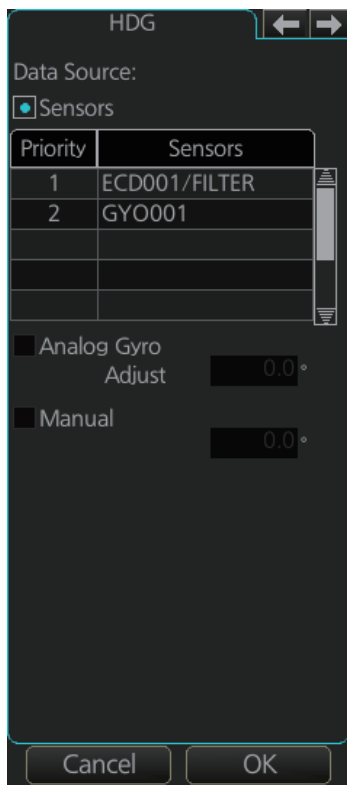 HDG
Data Source:
Sensors
Priority Sensors
1 ECD001/FILTER
2 GYO001
Analog Gyro
Adjust 0.0 °
Manual
0.0 °
Cancel OK